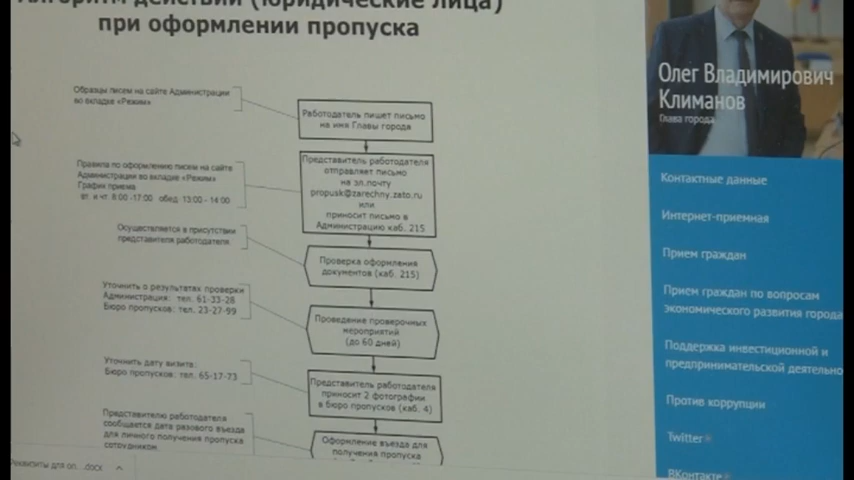 Алгоритм действий (юридические лица)
при оформлении пропуска
Образцы писем на сайте Администрации
во вкладке «Режим»
Работодатель пишет письмо
на имя Главы города
Правила по оформлению писем на сайте
Администрации во вкладке «Режим»
График приема
вт. и чт. 8:00 -17:00 обед: 13:00 - 14:00
Представитель работодателя
отправляет письмо
на эл.почту
propusk@zarechny.zato.ru
или
приносит письмо в
Администрацию каб. 215
Осуществляется в присутствии
представителя работодателя
Проверка оформления
документов (каб. 215)
Уточнить о результатах проверки
Администрация: тел. 61-33-28
Бюро пропусков: тел. 23-27-99
Проведение проверочных
мероприятий
(до 60 дней)
Уточнить дату визита:
Бюро пропусков: тел. 65-17-73
Представитель работодателя
приносит 2 фотографии
в бюро пропусков (каб. 4)
Представителю работодателя
сообщается дата разового въезда
для личного получения пропуска
сотрудником
Оформление въезда для
получения пропуска
Реквизиты для оп....docx
Олег Владимирович
Климанов
Глава города
Контактные данные
Интернет-приемная
Прием граждан
Прием граждан по вопросам
экономического развития города
Поддержка инвестиционной и
предпринимательской деятельно
Против коррупции
Twitter
ВКонтакте